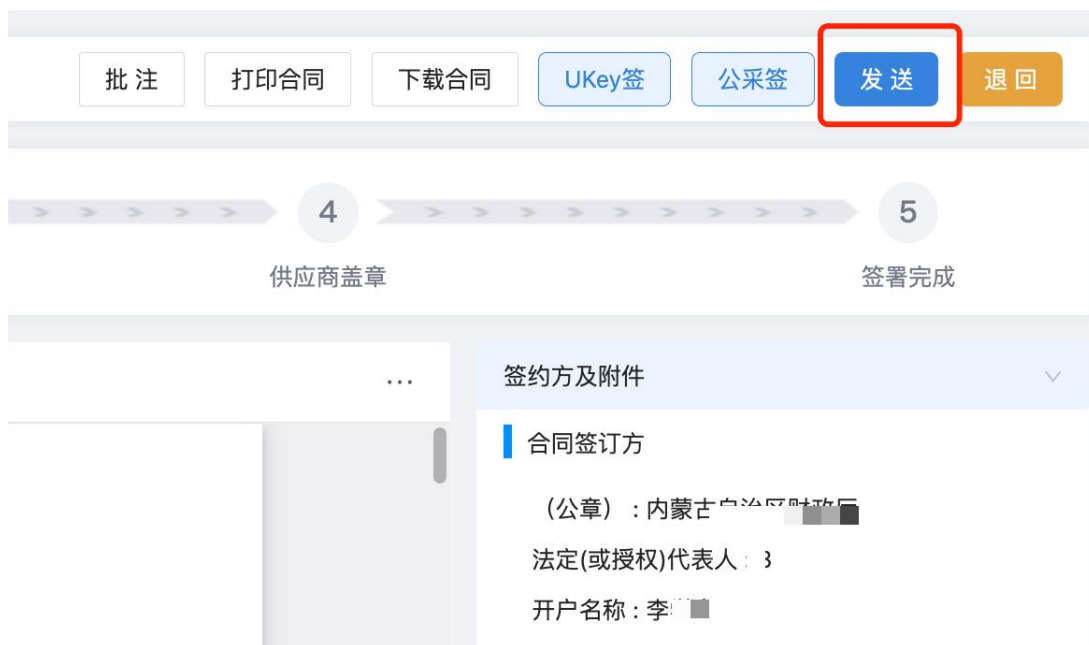 批 注 打印合同 下载合同 UKey签 公采签 发 送 退 回
4 5
供应商盖章 签署完成
... 签约方及附件
合同签订方
（公章）：内蒙古
法定(或授权)代表人：
开户名称：李